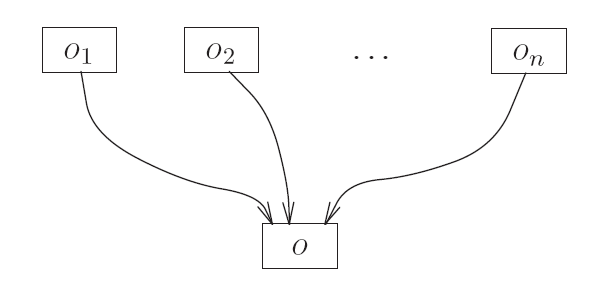 o₁ o₂ ... oₙ
o